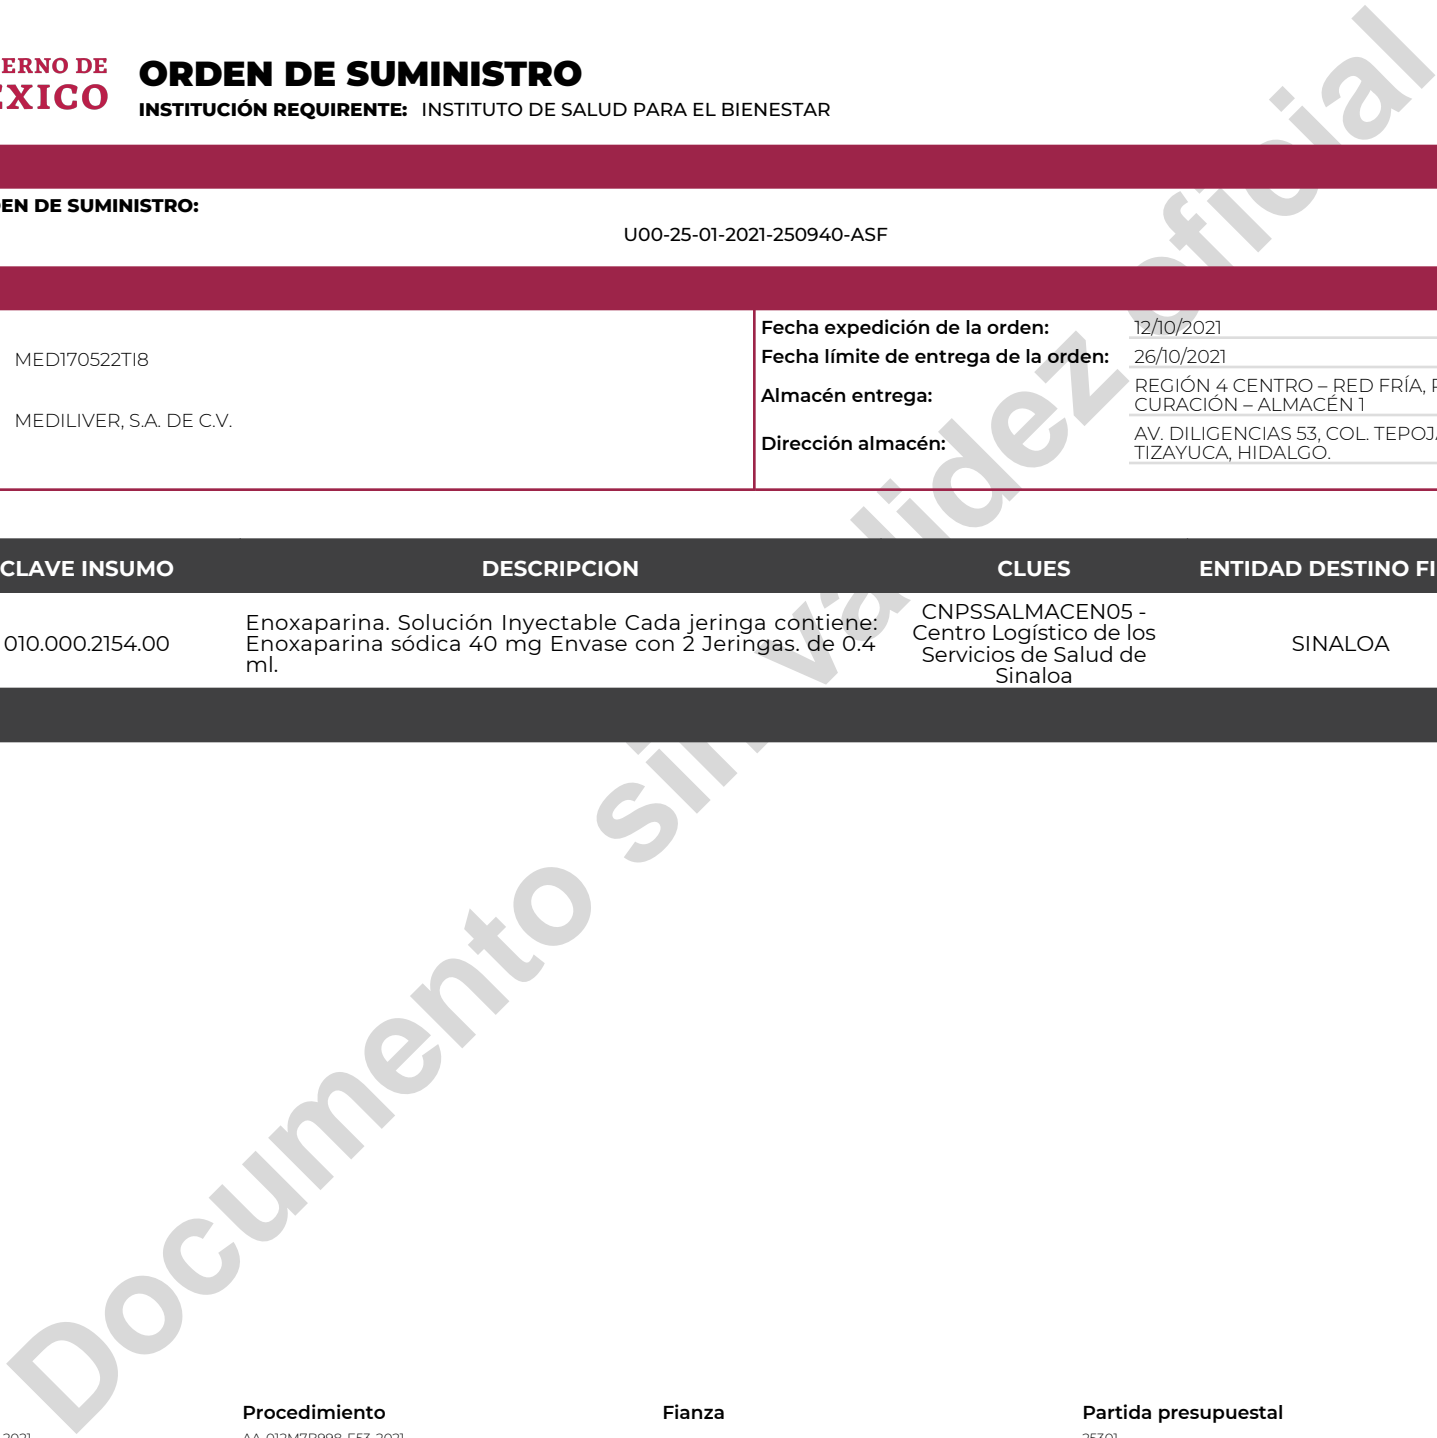 ERNO DE
ORDEN DE SUMINISTRO
EXICO
INSTITUCIÓN REQUIRENTE: INSTITUTO DE SALUD PARA EL BIENESTAR
EN DE SUMINISTRO:
U00-25-01-2021-250940-ASF
MED170522TI8
MEDILIVER, S.A. DE C.V.
Fecha expedición de la orden: 12/10/2021
Fecha límite de entrega de la orden: 26/10/2021
Almacén entrega: REGIÓN 4 CENTRO – RED FRÍA,
CURACIÓN – ALMACÉN 1
Dirección almacén: AV. DILIGENCIAS 53, COL. TEPOJ
TIZAYUCA, HIDALGO.
CLAVE INSUMO DESCRIPCION CLUES ENTIDAD DESTINO FI
010.000.2154.00
Enoxaparina. Solución Inyectable Cada jeringa contiene:
Enoxaparina sódica 40 mg Envase con 2 Jeringas. de 0.4
ml.
CNPSSALMACEN05 -
Centro Logístico de los
Servicios de Salud de
Sinaloa
SINALOA
Documento sin validez oficial
Procedimiento Fianza Partida presupuestal